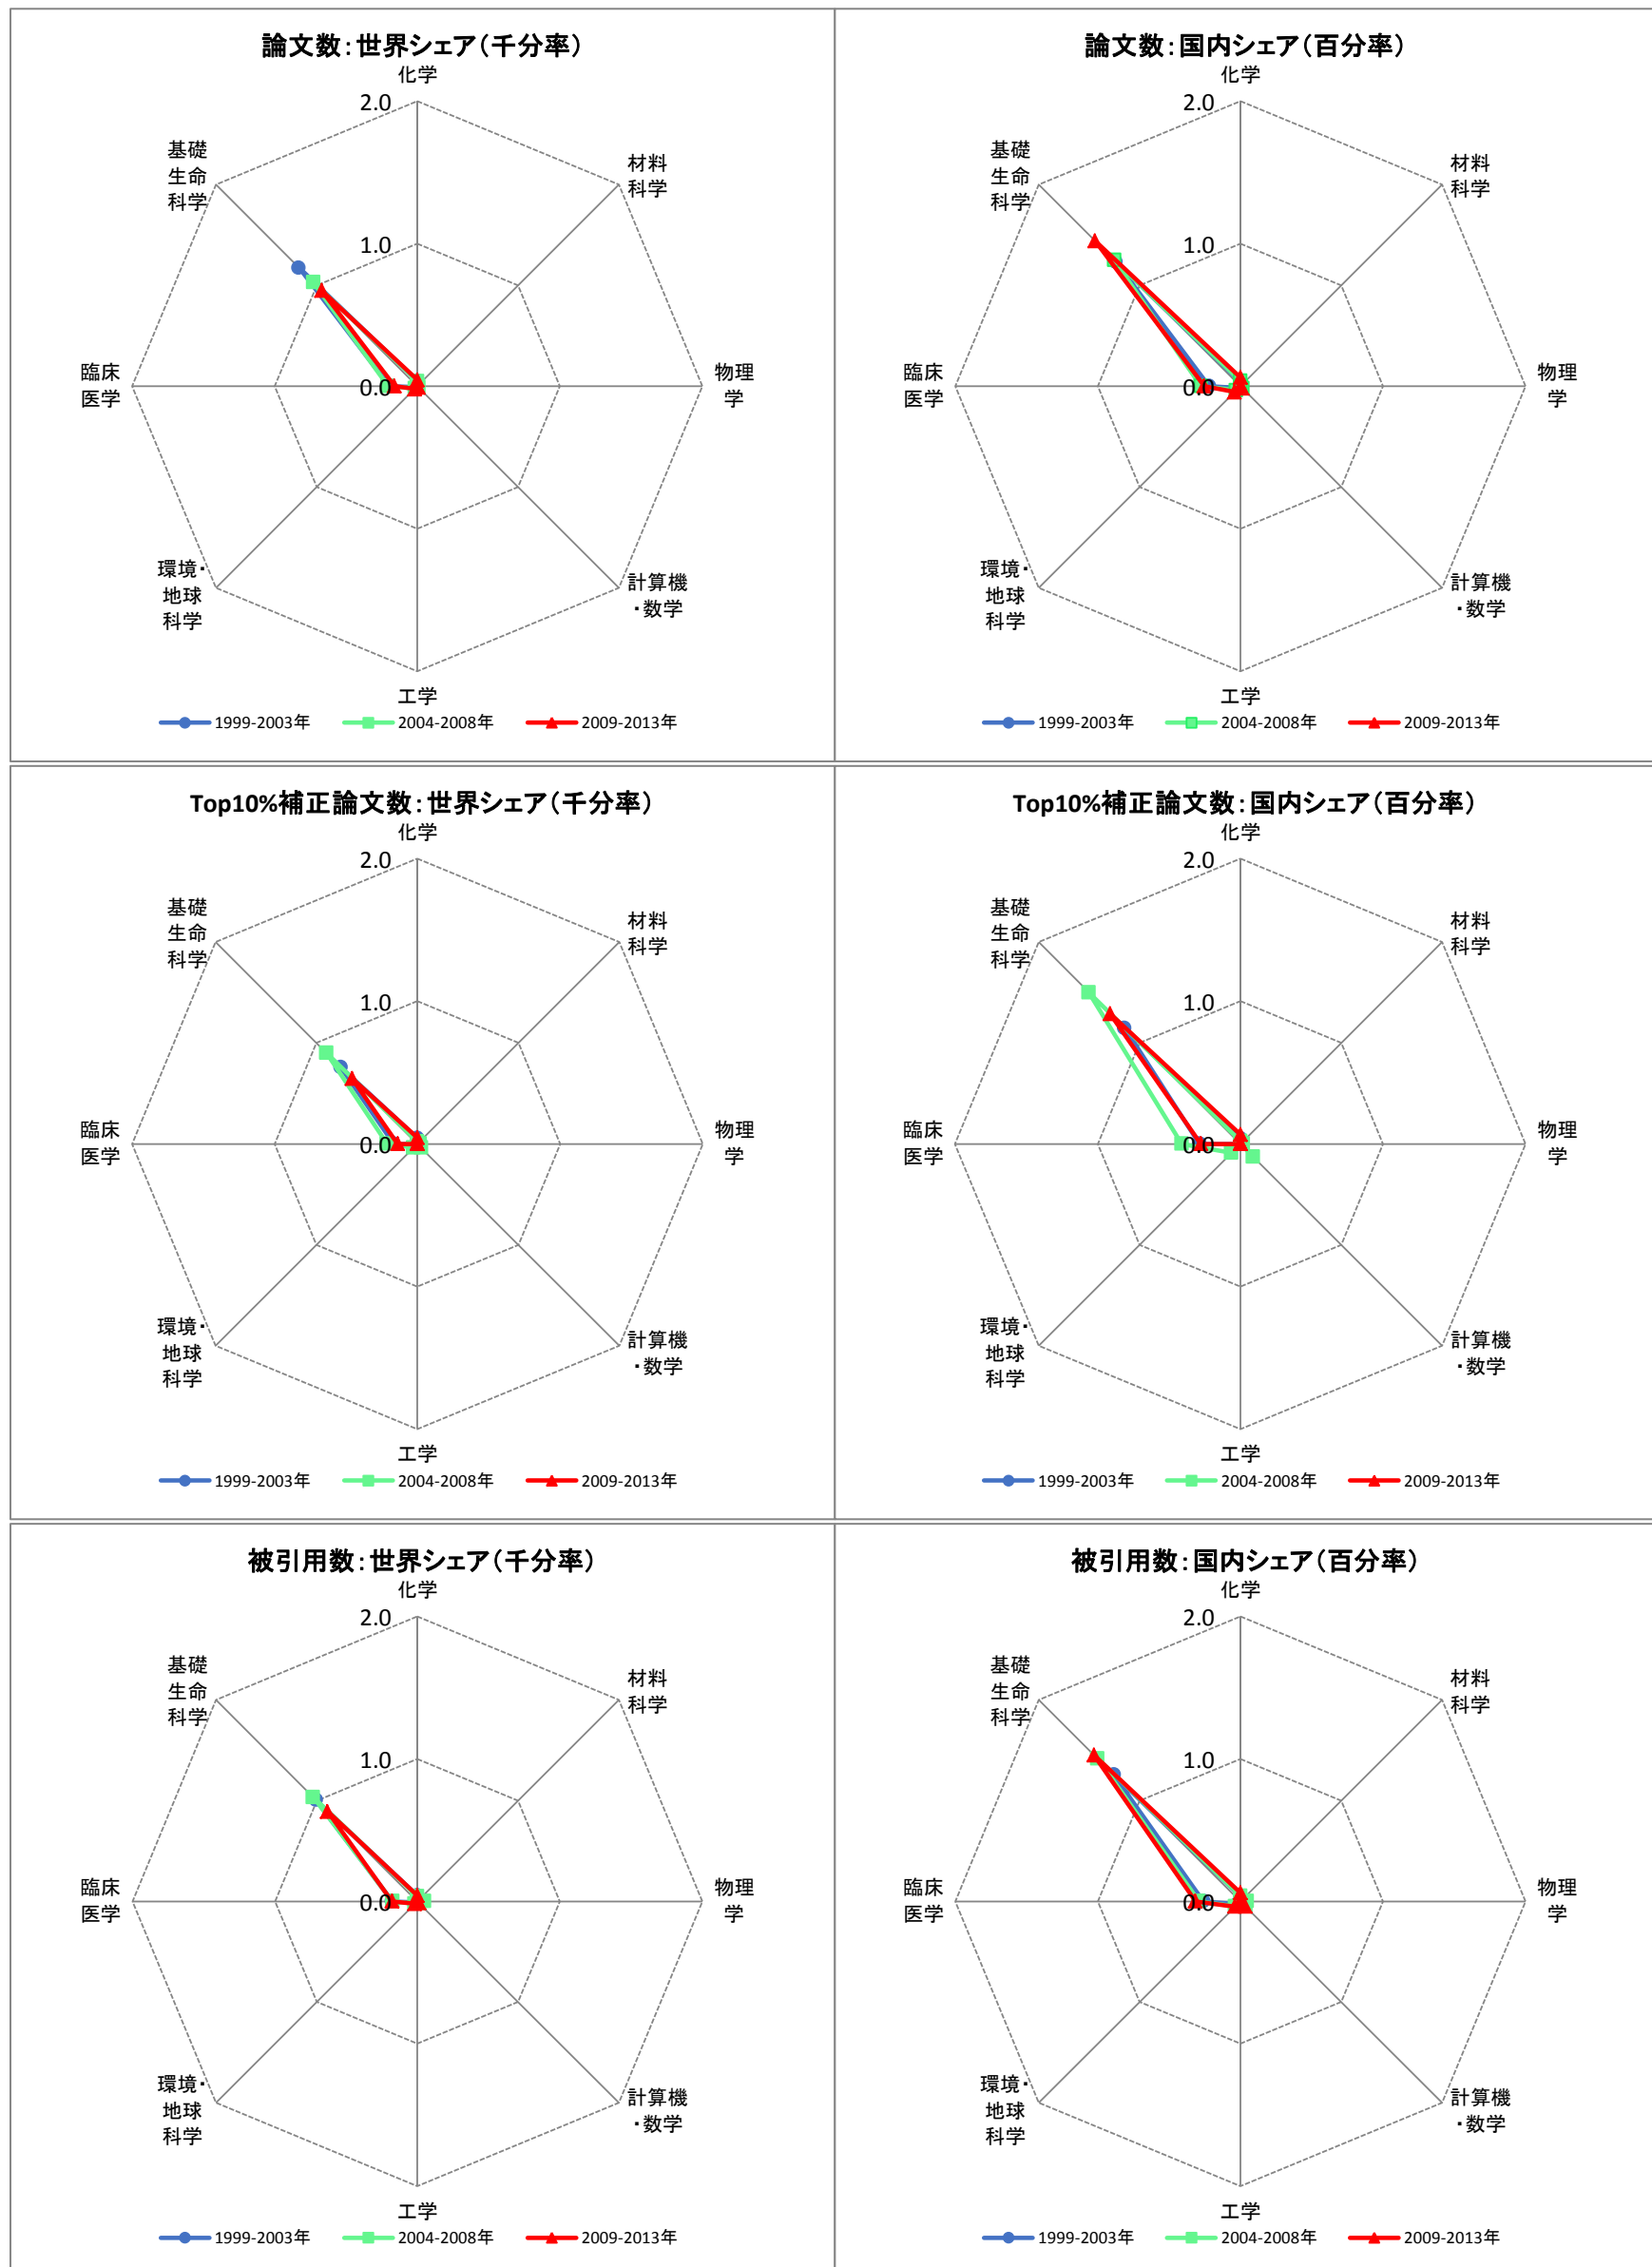 論文数：世界シェア（千分率）
化学
2.0
基礎
生命
科学
材料
科学
1.0
臨床
医学
0.0
物理
学
環境・
地球
科学
計算機
・数学
工学
1999-2003年 2004-2008年 2009-2013年
論文数：国内シェア（百分率）
化学
2.0
基礎
生命
科学
材料
科学
1.0
臨床
医学
0.0
物理
学
環境・
地球
科学
計算機
・数学
工学
1999-2003年 2004-2008年 2009-2013年
Top10%補正論文数：世界シェア（千分率）
化学
2.0
基礎
生命
科学
材料
科学
1.0
臨床
医学
0.0
物理
学
環境・
地球
科学
計算機
・数学
工学
1999-2003年 2004-2008年 2009-2013年
Top10%補正論文数：国内シェア（百分率）
化学
2.0
基礎
生命
科学
材料
科学
1.0
臨床
医学
0.0
物理
学
環境・
地球
科学
計算機
・数学
工学
1999-2003年 2004-2008年 2009-2013年
被引用数：世界シェア（千分率）
化学
2.0
基礎
生命
科学
材料
科学
1.0
臨床
医学
0.0
物理
学
環境・
地球
科学
計算機
・数学
工学
1999-2003年 2004-2008年 2009-2013年
被引用数：国内シェア（百分率）
化学
2.0
基礎
生命
科学
材料
科学
1.0
臨床
医学
0.0
物理
学
環境・
地球
科学
計算機
・数学
工学
1999-2003年 2004-2008年 2009-2013年